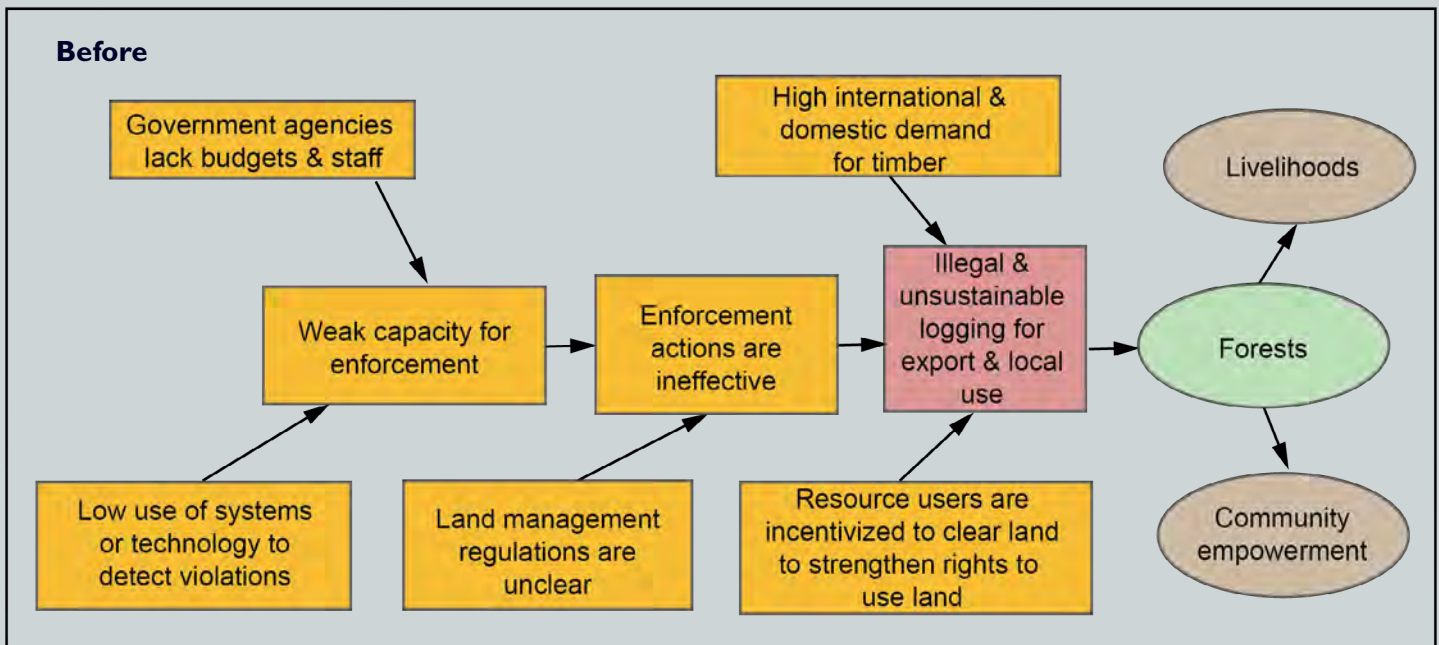 Before
Government agencies
lack budgets & staff
High international &
domestic demand
for timber
Livelihoods
Weak capacity for
enforcement
Enforcement
actions are
ineffective
Illegal &
unsustainable
logging for
export & local
use
Forests
Low use of systems
or technology to
detect violations
Land management
regulations are
unclear
Resource users are
incentivized to clear land
to strengthen rights to
use land
Community
empowerment